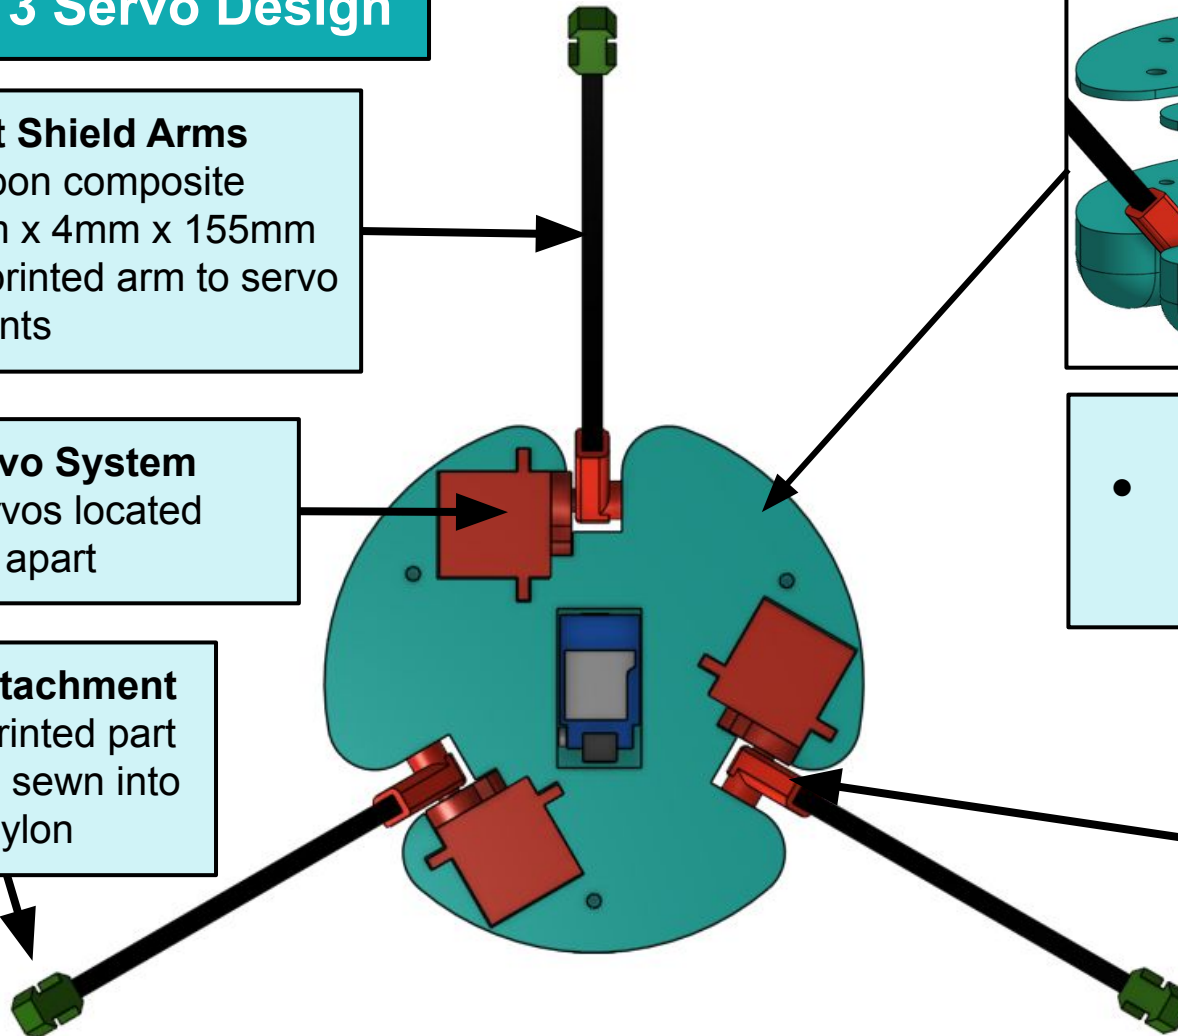 3 Servo Design
t Shield Arms
bon composite
m x 4mm x 155mm
printed arm to servo
nts
vo System
rvos located
apart
tachment
rinted part
sewn into
ylon
•